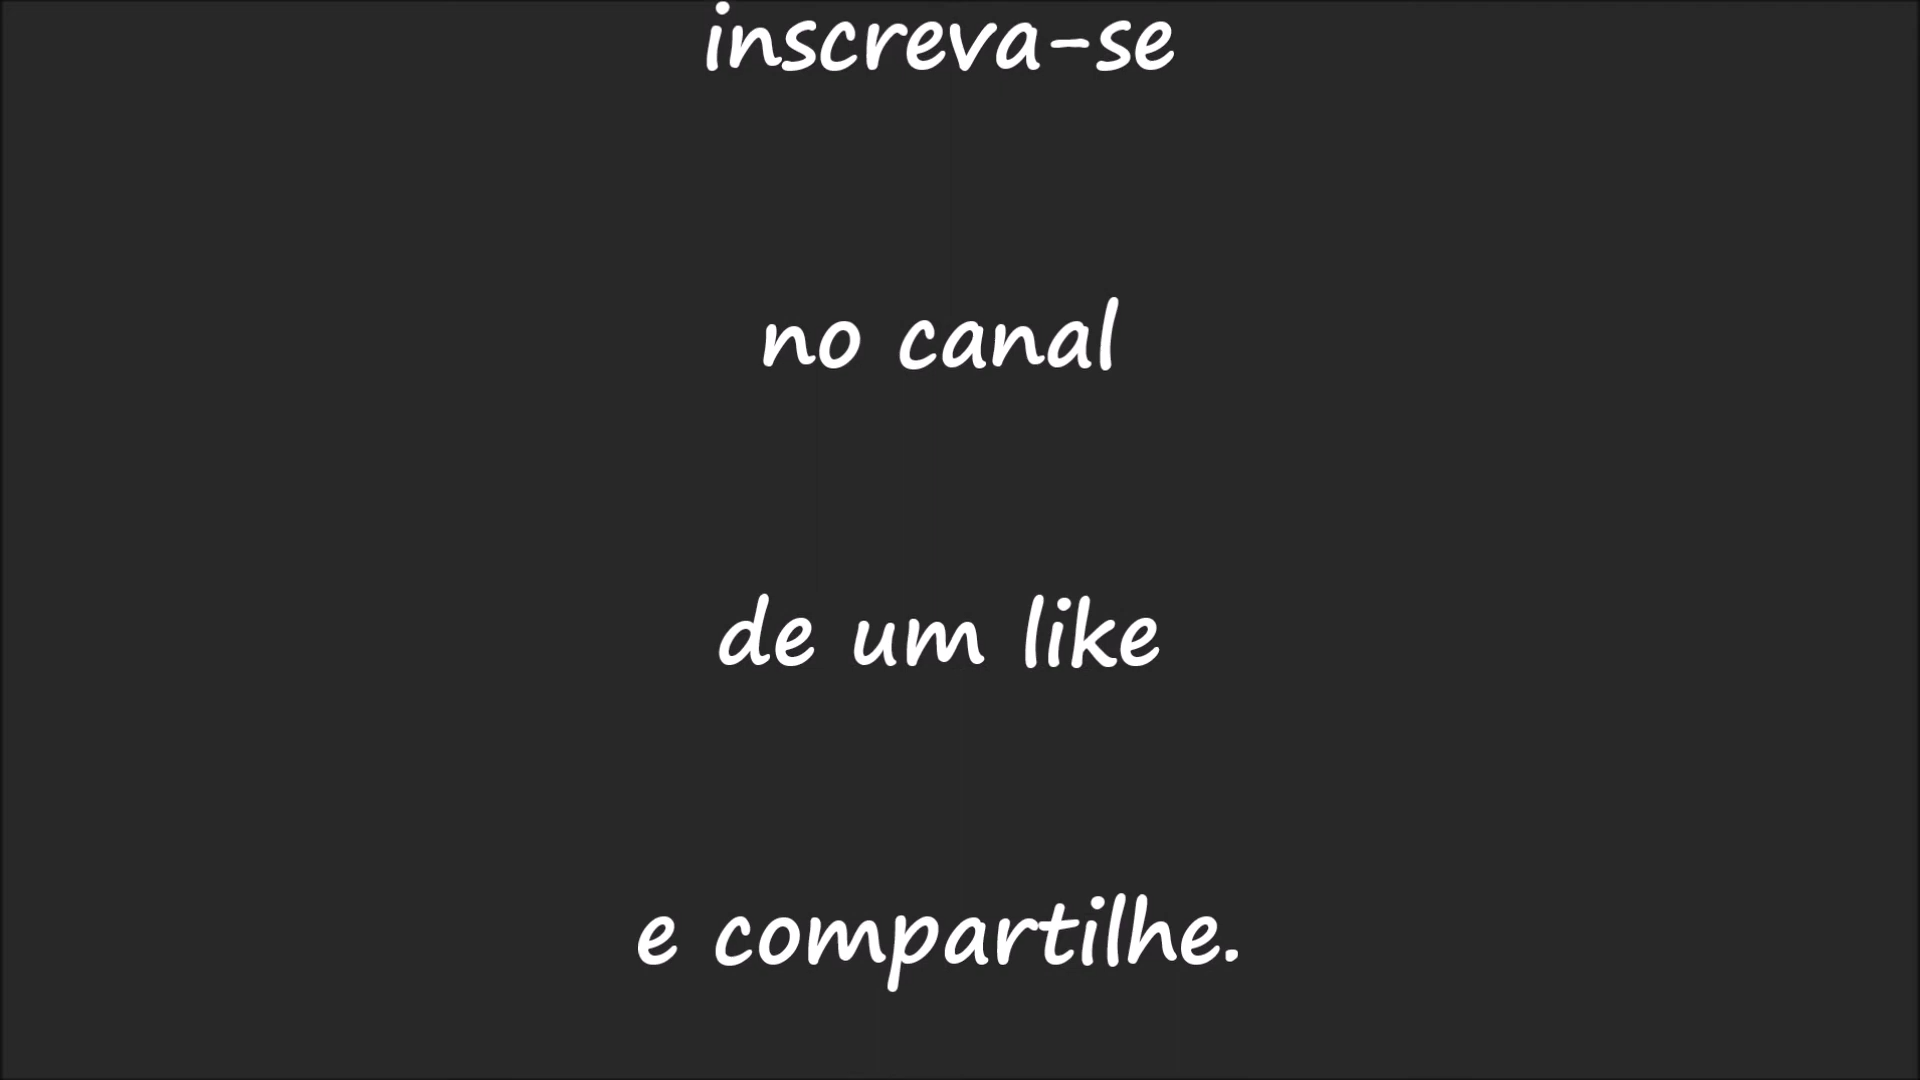 inscreva-se
no canal
de um like
e compartilhe.